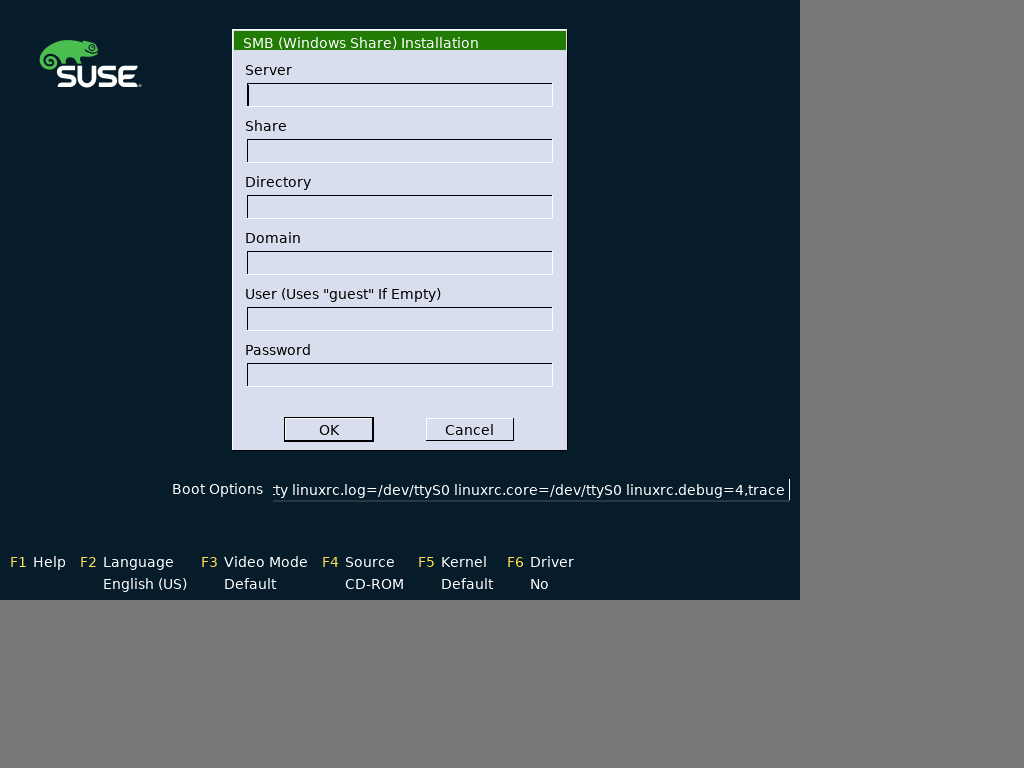 SUSE
SMB (Windows Share) Installation
Server
Share
Directory
Domain
User (Uses "guest" If Empty)
Password
OK Cancel
Boot Options :ty linuxrc.log=/dev/ttyS0 linuxrc.core=/dev/ttyS0 linuxrc.debug=4,trace
F1 Help F2 Language F3 Video Mode F4 Source F5 Kernel F6 Driver
English (US) Default CD-ROM Default No